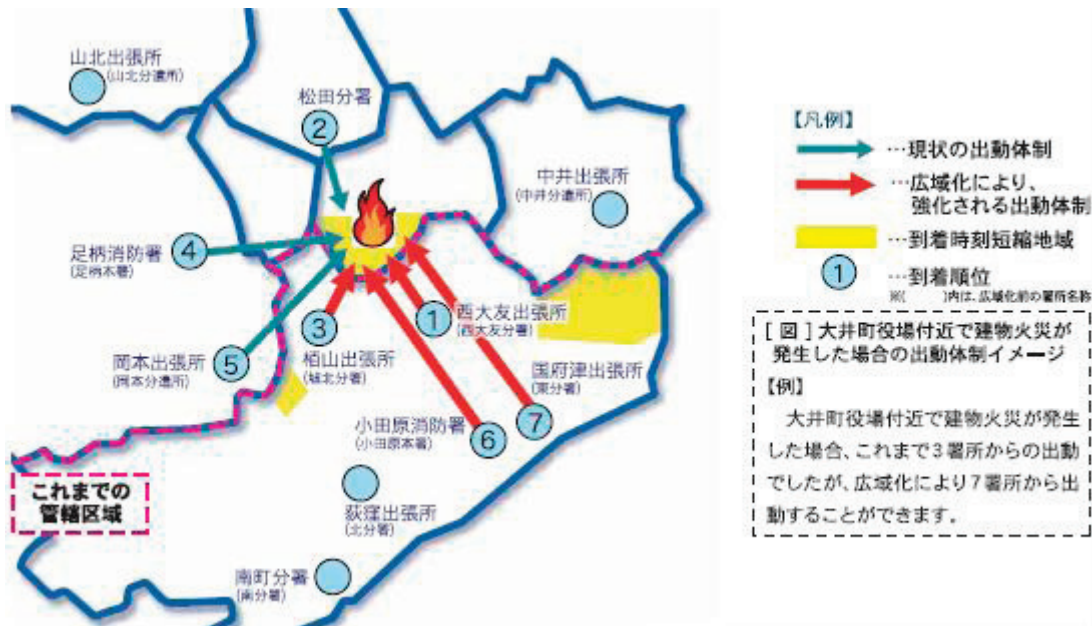 山北出張所
(山北分遣所)
松田分署
②
中井出張所
(中井分遣所)
足柄消防署
(足柄本署)
④
岡本出張所
(岡本分遣所)
⑤
③
栢山出張所
(城北分署)
①
西大友出張所
(西大友分署)
国府津出張所
(東分署)
⑦
小田原消防署
(小田原本署)
⑥
これまでの
管轄区域
荻窪出張所
(北分署)
南町分署
(南分署)
【凡例】
…現状の出動体制
…広域化により、
強化される出動体制
…到着時刻短縮地域
① …到着順位
※( )内は、広域化前の署所名称
[図]大井町役場付近で建物火災が
発生した場合の出動体制イメージ
【例】
大井町役場付近で建物火災が発生
した場合、これまで3署所からの出動
でしたが、広域化により7署所から出
動することができます。